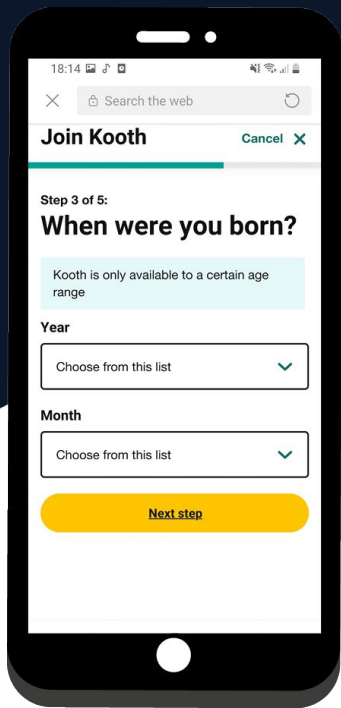 18:14
Search the web
Join Kooth
Cancel
Step 3 of 5:
When were you born?
Kooth is only available to a certain age
range
Year
Choose from this list
Month
Choose from this list
Next step